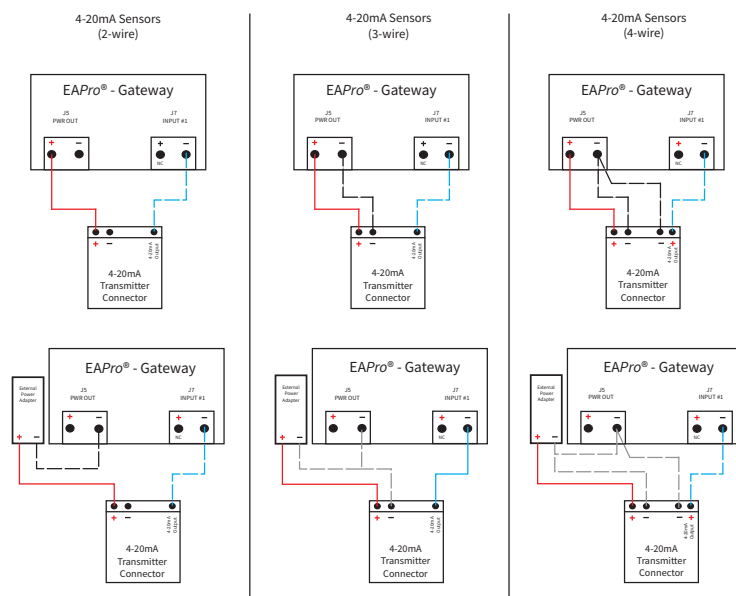 4-20mA Sensors
(2-wire)
EAPro® - Gateway
J5
PWR OUT
J7
INPUT #1
+ −
+ −
NC
+ −
4-20mA
Output
4-20mA
Transmitter
Connector
External
Power
Adapter
+ −
EAPro® - Gateway
J5
PWR OUT
J7
INPUT #1
+ −
+ −
NC
+ −
4-20mA
Output
4-20mA
Transmitter
Connector
4-20mA Sensors
(3-wire)
EAPro® - Gateway
J5
PWR OUT
J7
INPUT #1
+ −
+ −
NC
+ −
4-20mA
Output
4-20mA
Transmitter
Connector
External
Power
Adapter
+ −
EAPro® - Gateway
J5
PWR OUT
J7
INPUT #1
+ −
+ −
NC
+ −
4-20mA
Output
4-20mA
Transmitter
Connector
4-20mA Sensors
(4-wire)
EAPro® - Gateway
J5
PWR OUT
J7
INPUT #1
+ −
+ −
NC
+ − − +
4-20mA
Output
4-20mA
Transmitter
Connector
External
Power
Adapter
+ −
EAPro® - Gateway
J5
PWR OUT
J7
INPUT #1
+ −
+ −
NC
+ − − +
4-20mA
Output
4-20mA
Transmitter
Connector